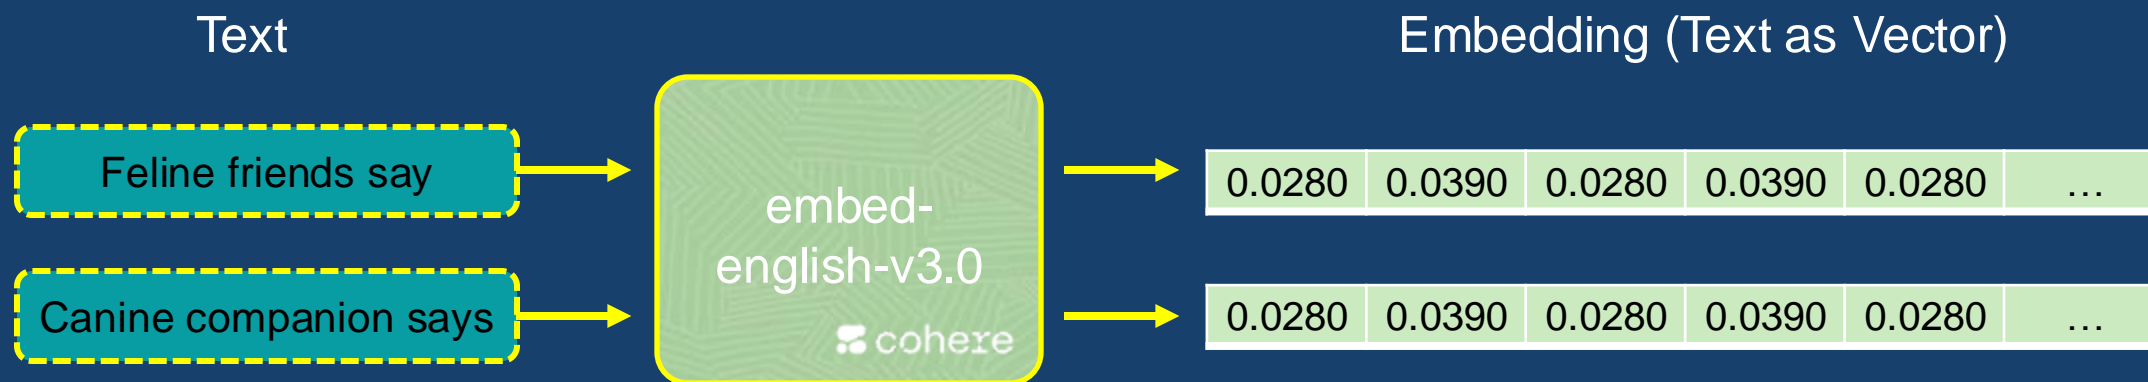 Text
Embedding (Text as Vector)
Feline friends say
0.0280 0.0390 0.0280 0.0390 0.0280 …
embed-
english-v3.0
Canine companion says
0.0280 0.0390 0.0280 0.0390 0.0280 …
cohere